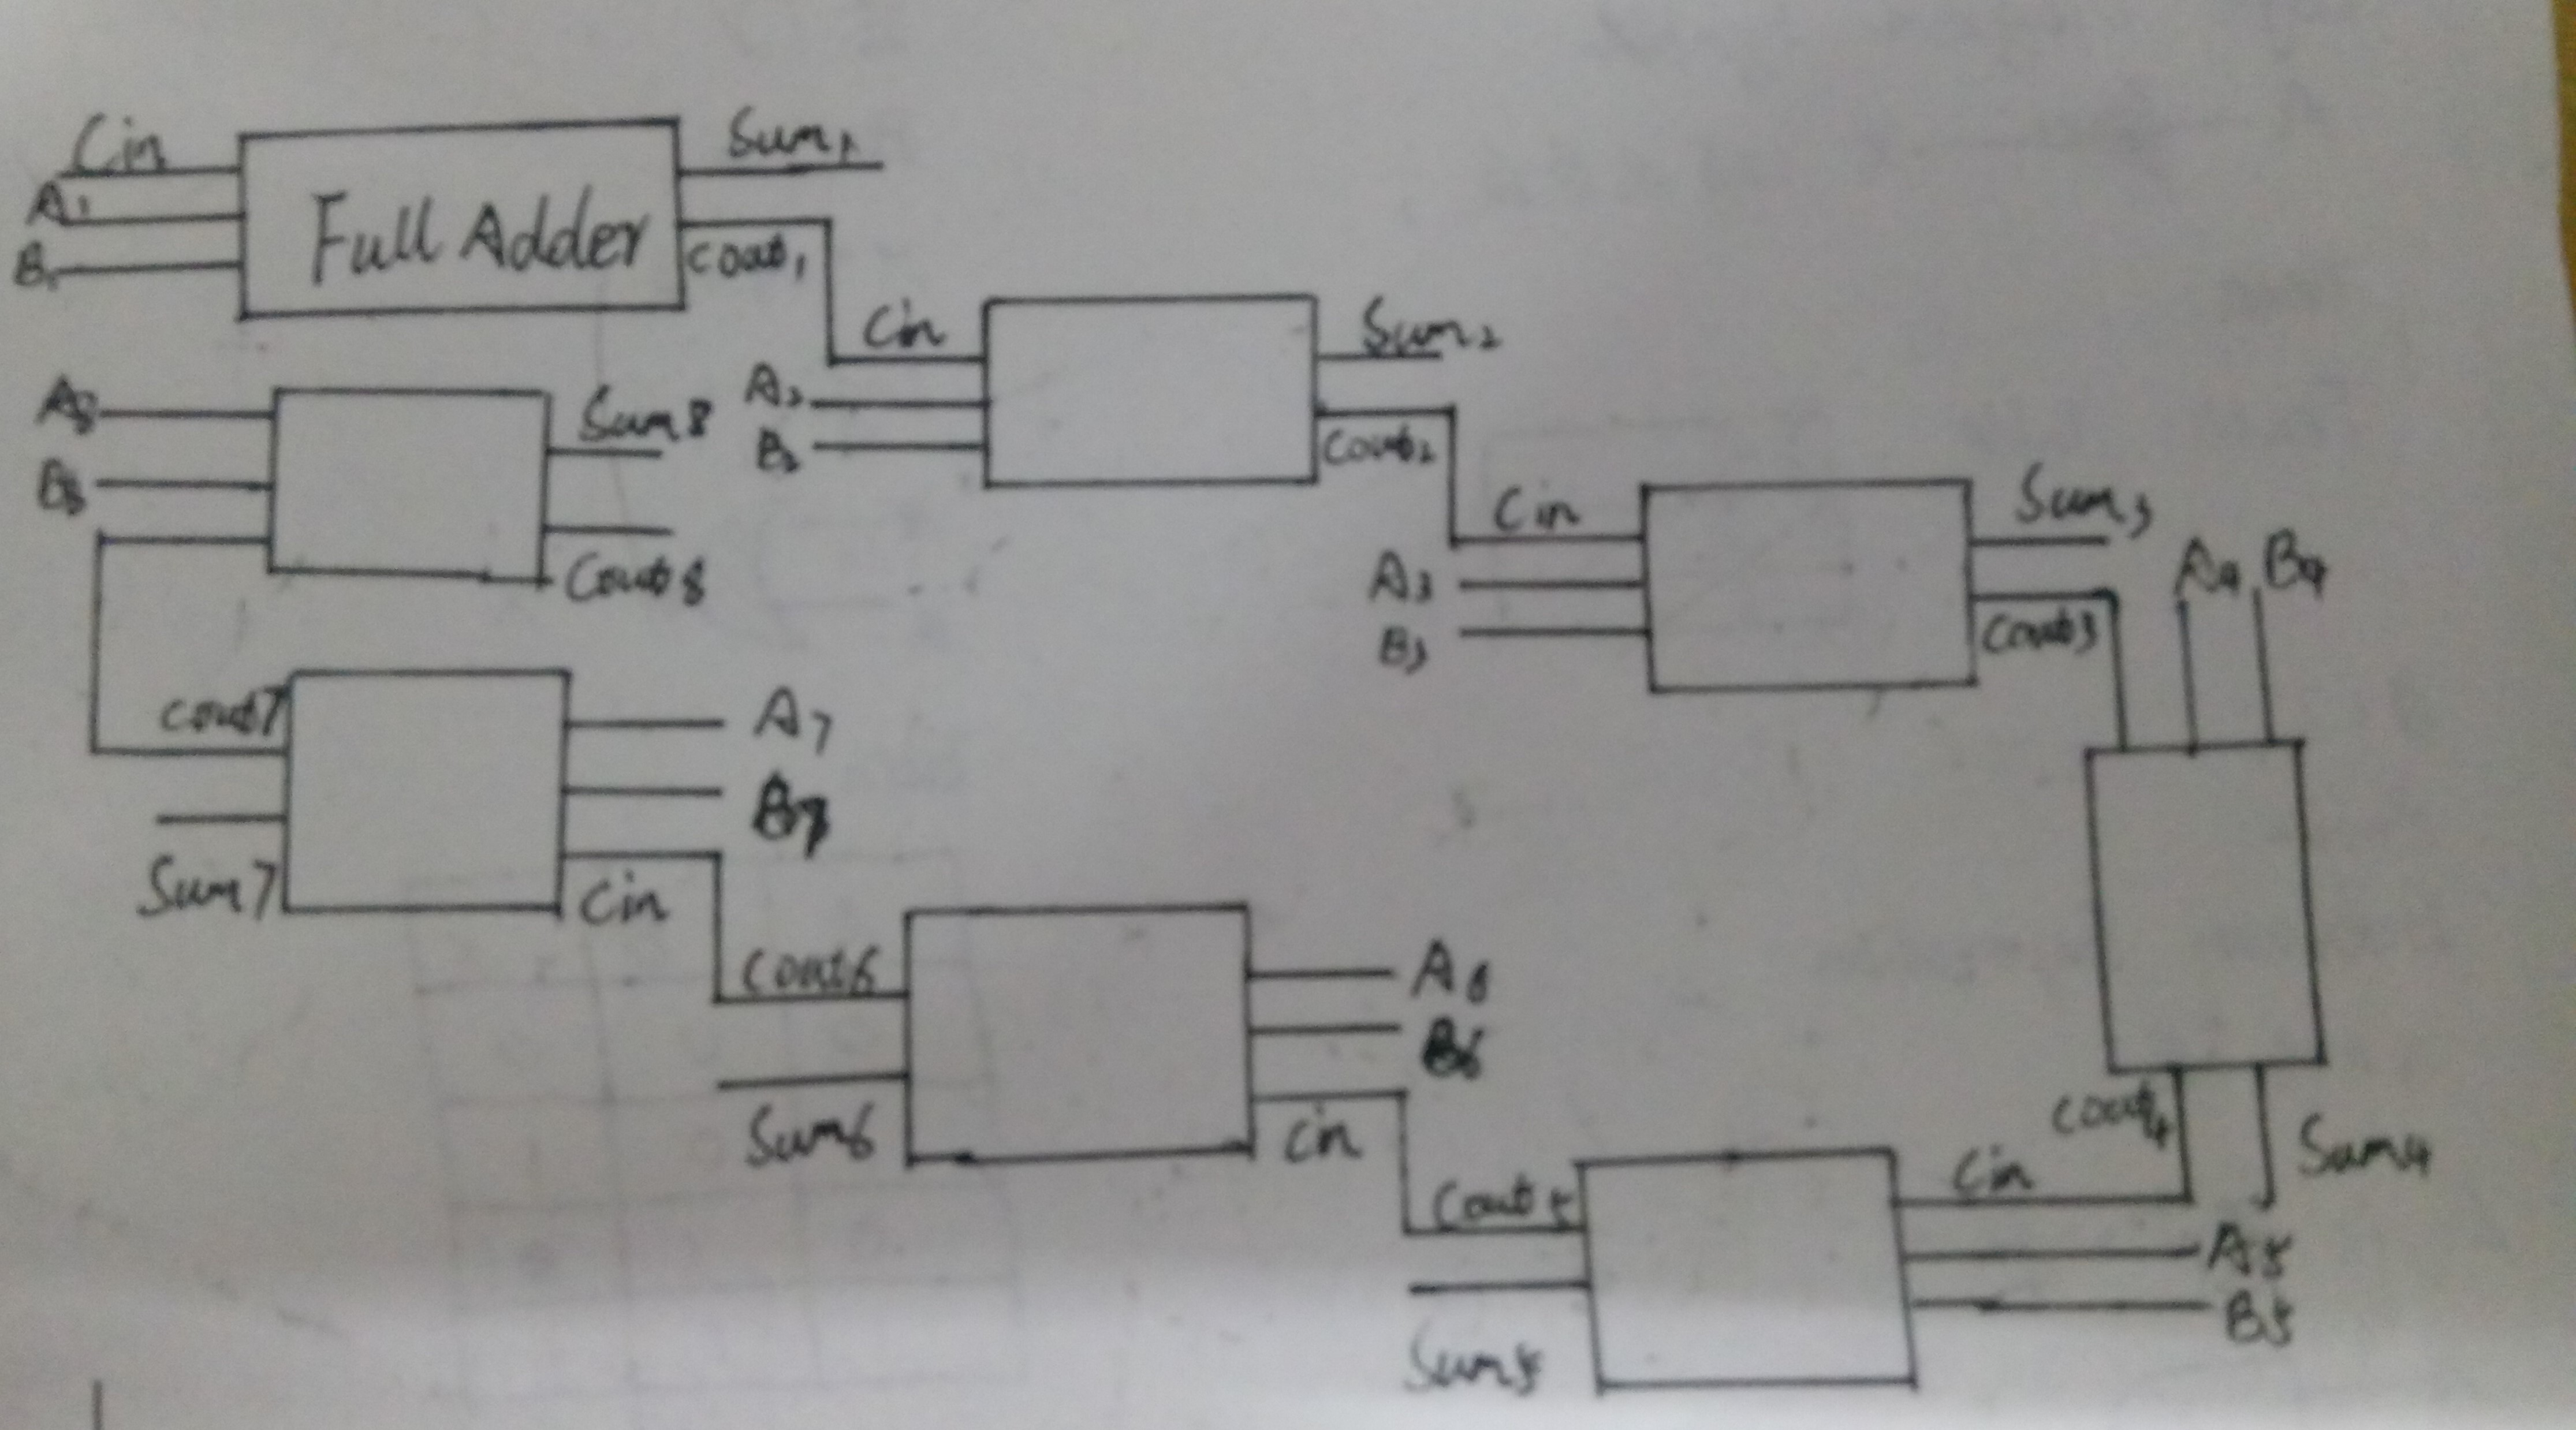 Cin
A1
B1
Full Adder
Sum1
Cout1
Cin
A2
B2
Sum2
Cout2
Cin
A3
B3
Sum3
Cout3
A4 B4
Cout4
Sum4
Cin
A5
B5
Cout5
Sum5
A6
B6
Cin
Cout6
Sum6
A7
B7
Cin
Cout7
Sum7
A8
B8
Sum8
Cout8